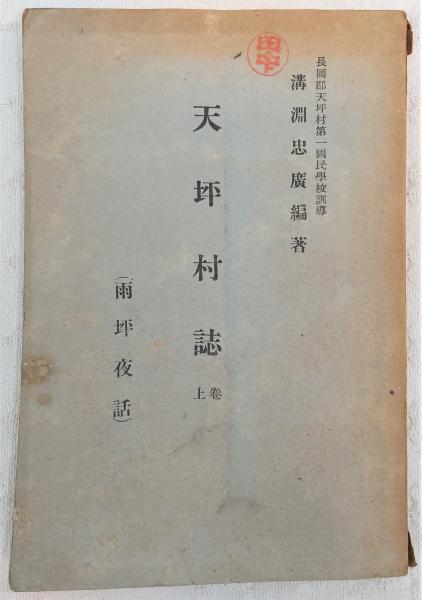 長岡郡天坪村第一國民學校訓導
溝淵忠廣編著
天坪村誌
上卷
（雨坪夜話）
田中